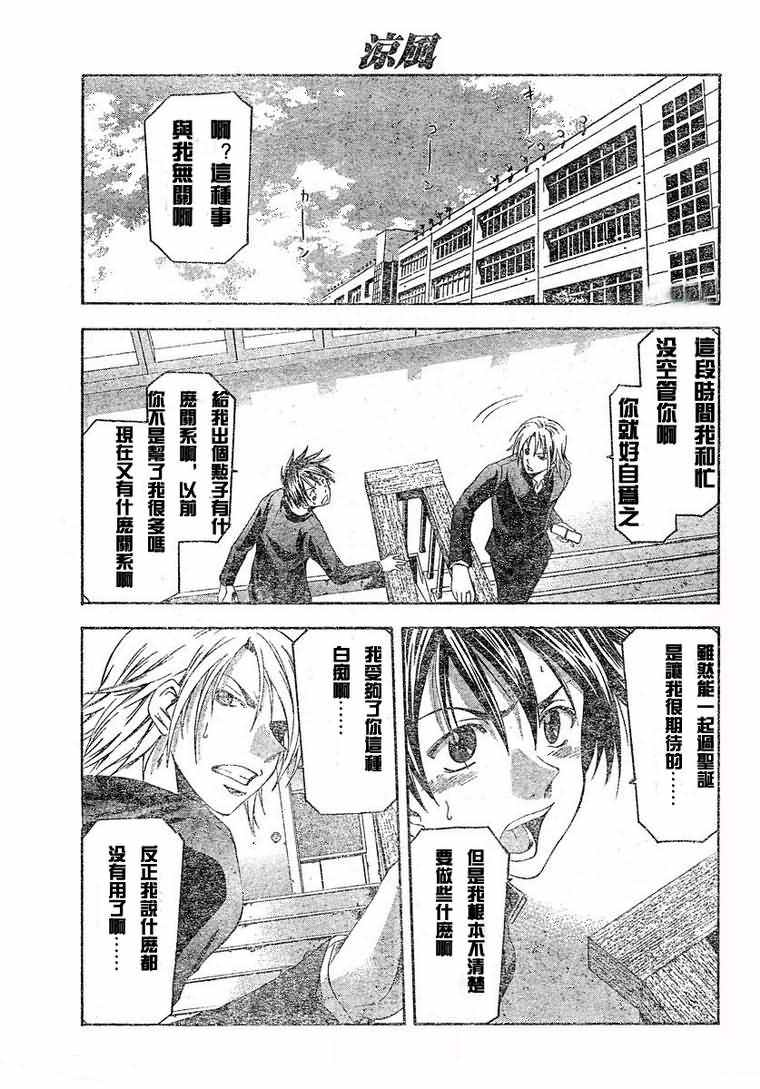 涼風
キーン
コーン
カーン
啊？這種事
與我無關啊
這段時間我和忙
没空管你啊
你就好自爲之
給我出個點子有什
麽關系啊，以前
你不是幫了我很多嗎
現在又有什麽關系啊
雖然能一起過聖誕
是讓我很期待的……
但是我根本不清楚
要做些什麽啊
我受夠了你這種
白痴啊……
反正我說什麽都
没有用了啊……